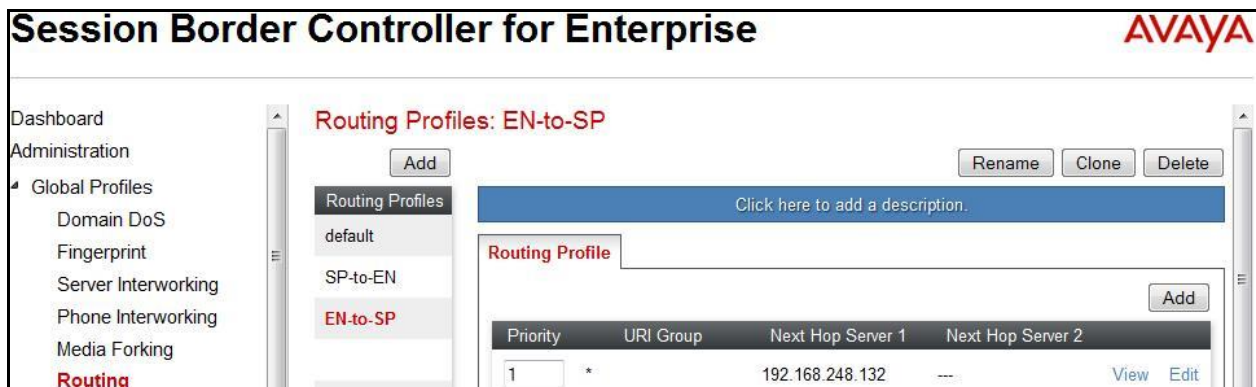 Session Border Controller for Enterprise
AVAYA
Dashboard
Administration
Global Profiles
Domain DoS
Fingerprint
Server Interworking
Phone Interworking
Media Forking
Routing
Routing Profiles: EN-to-SP
Add
Rename Clone Delete
Routing Profiles
default
SP-to-EN
EN-to-SP
Click here to add a description.
Routing Profile
Add
Priority URI Group Next Hop Server 1 Next Hop Server 2
1 * 192.168.248.132 --- View Edit